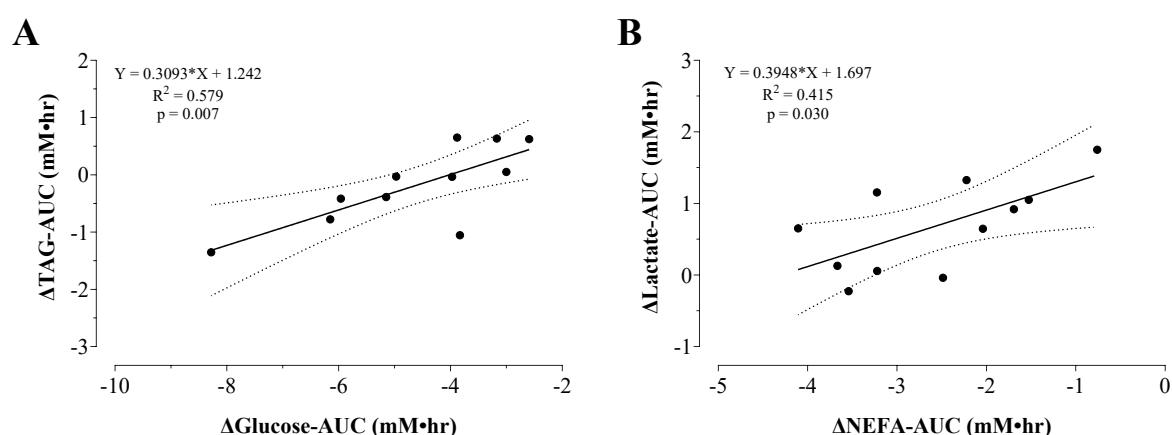 A
Y = 0.3093*X + 1.242
R² = 0.579
p = 0.007
ΔTAG-AUC (mM•hr)
2
1
0
-1
-2
-3
-10
-8
-6
-4
-2
ΔGlucose-AUC (mM•hr)
B
Y = 0.3948*X + 1.697
R² = 0.415
p = 0.030
ΔLactate-AUC (mM•hr)
3
2
1
0
-1
-5
-4
-3
-2
-1
0
ΔNEFA-AUC (mM•hr)